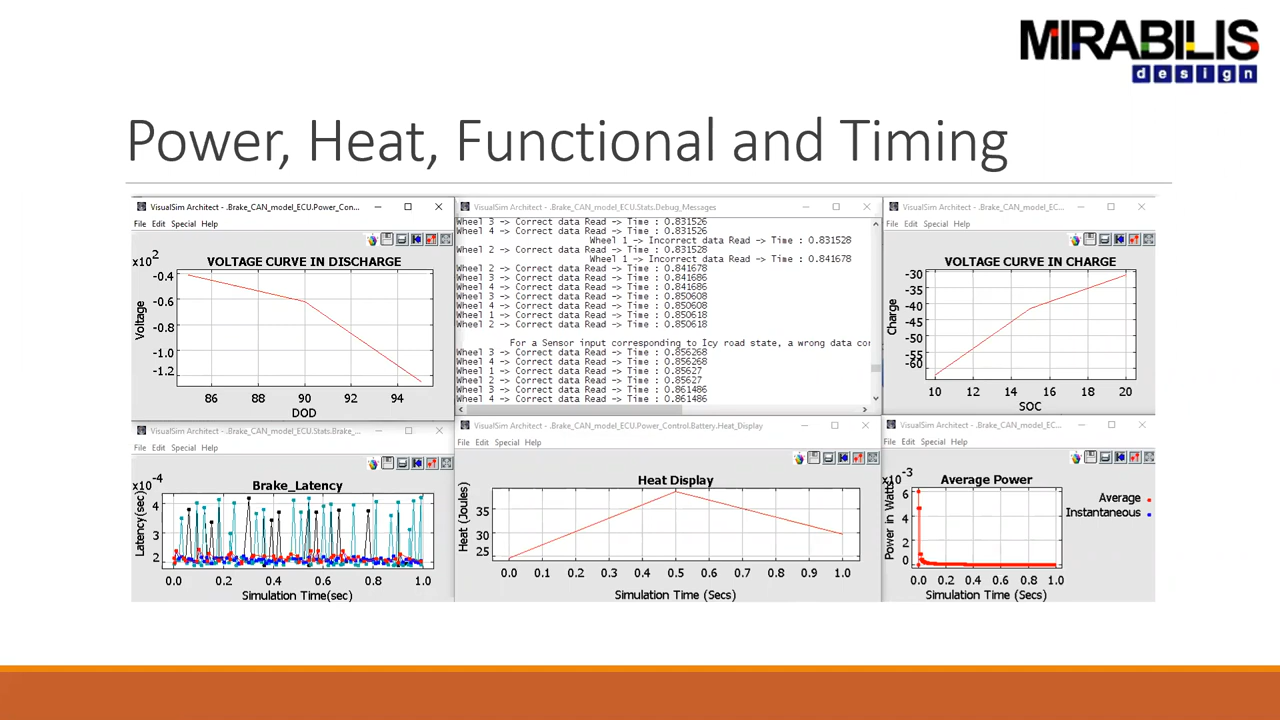 MIRABILIS
design
Power, Heat, Functional and Timing
VisualSim Architect - .Brake_CAN_model_ECU.Power_Con...
File Edit Special Help
VOLTAGE CURVE IN DISCHARGE
x10²
Voltage
-0.4
-0.6
-0.8
-1.0
-1.2
86 88 90 92 94
DOD
VisualSim Architect - .Brake_CAN_model_ECU.Stats.Debug_Messages
Wheel 3 -> Correct data Read -> Time : 0.831526
Wheel 4 -> Correct data Read -> Time : 0.831526
Wheel 1 -> Incorrect data Read -> Time : 0.831528
Wheel 2 -> Correct data Read -> Time : 0.831528
Wheel 1 -> Incorrect data Read -> Time : 0.841678
Wheel 2 -> Correct data Read -> Time : 0.841678
Wheel 3 -> Correct data Read -> Time : 0.841686
Wheel 4 -> Correct data Read -> Time : 0.841686
Wheel 3 -> Correct data Read -> Time : 0.850608
Wheel 4 -> Correct data Read -> Time : 0.850608
Wheel 1 -> Correct data Read -> Time : 0.850618
Wheel 2 -> Correct data Read -> Time : 0.850618
For a Sensor input corresponding to Icy road state, a wrong data cor
Wheel 3 -> Correct data Read -> Time : 0.856268
Wheel 4 -> Correct data Read -> Time : 0.856268
Wheel 1 -> Correct data Read -> Time : 0.85627
Wheel 2 -> Correct data Read -> Time : 0.85627
Wheel 3 -> Correct data Read -> Time : 0.861486
Wheel 4 -> Correct data Read -> Time : 0.861486
VisualSim Architect - .Brake_CAN_model_EC...
File Edit Special Help
VOLTAGE CURVE IN CHARGE
Charge
-30
-35
-40
-45
-50
-55
-60
10 12 14 16 18 20
SOC
VisualSim Architect - .Brake_CAN_model_ECU.Stats.Brake_...
File Edit Special Help
Brake_Latency
x10⁻⁴
Latency(sec)
4
3
2
0.0 0.2 0.4 0.6 0.8 1.0
Simulation Time(sec)
VisualSim Architect - .Brake_CAN_model_ECU.Power_Control.Battery.Heat_Display
File Edit Special Help
Heat Display
Heat (Joules)
35
30
25
0.0 0.1 0.2 0.3 0.4 0.5 0.6 0.7 0.8 0.9 1.0
Simulation Time (Secs)
VisualSim Architect - .Brake_CAN_model_EC...
File Edit Special Help
x10⁻³
Average Power
Power in Watts
6
4
2
0
Average
Instantaneous
0.0 0.2 0.4 0.6 0.8 1.0
Simulation Time (Secs)